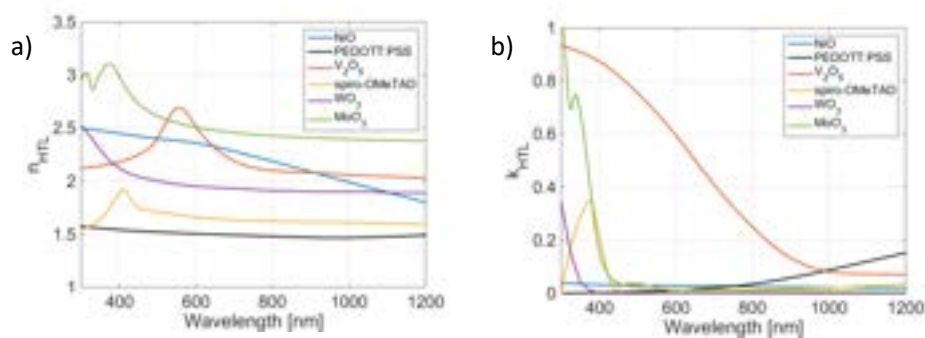 a)
3.5
3
2.5
2
1.5
1
n_HTL
400 600 800 1000 1200
Wavelength [nm]
NiO
PEDOTT:PSS
V₂O₅
spiro-OMeTAD
WO₃
MoO₃
b)
1
0.8
0.6
0.4
0.2
0
k_HTL
400 600 800 1000 1200
Wavelength [nm]
NiO
PEDOTT:PSS
V₂O₅
spiro-OMeTAD
WO₃
MoO₃